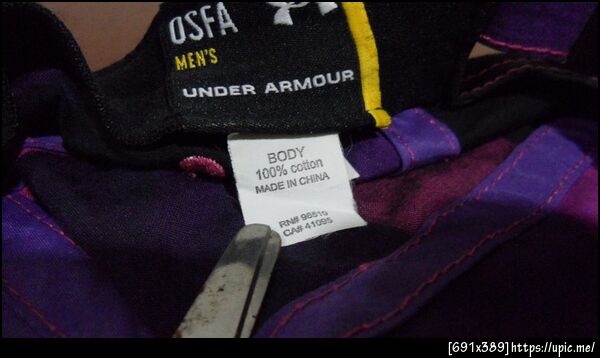 OSFA
MEN'S
UNDER ARMOUR
BODY
100% cotton
MADE IN CHINA
RN# 96510
CA# 41095
[691x389]https://upic.me/